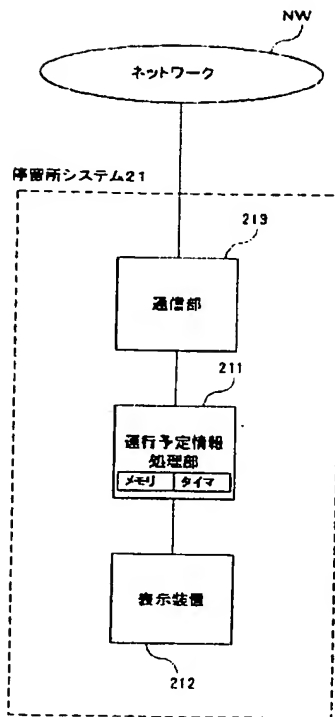 NW
ネットワーク
停留所システム21
213
通信部
211
運行予定情報
処理部
メモリ タイマ
表示装置
212